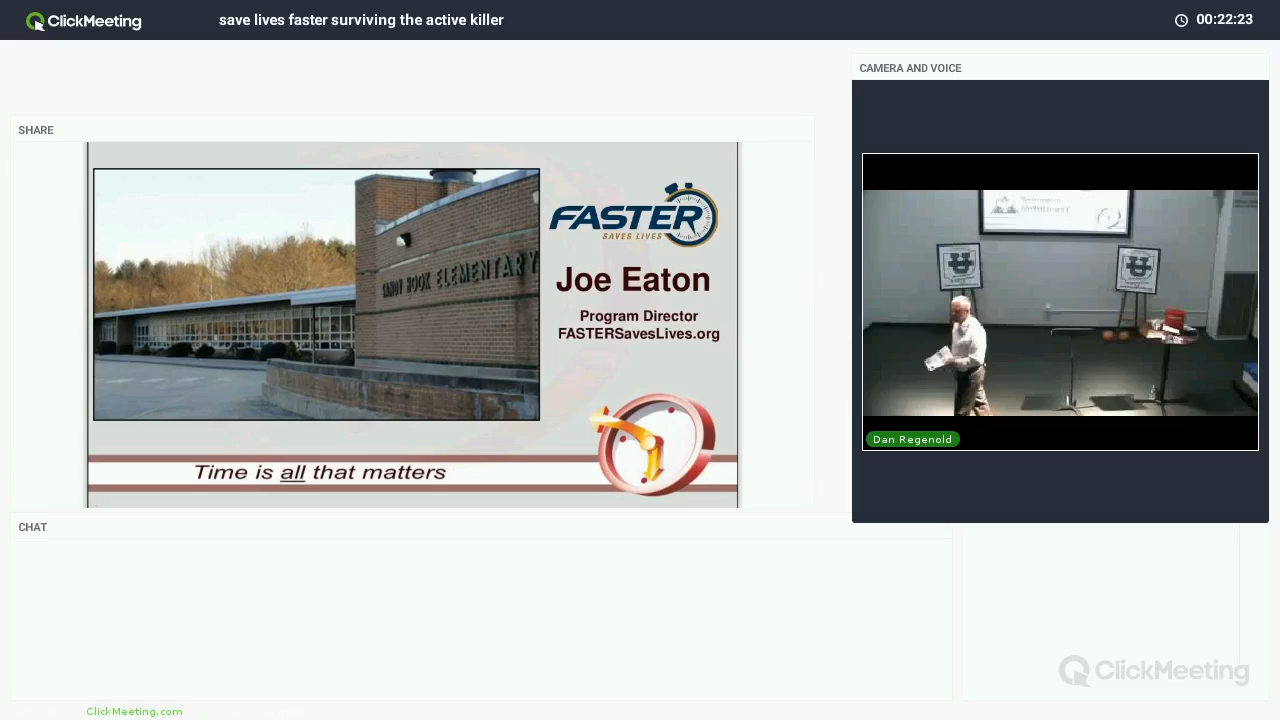 ClickMeeting
save lives faster surviving the active killer
00:22:23
CAMERA AND VOICE
SHARE
SANDY HOOK ELEMENTARY
FASTER
SAVES LIVES
Joe Eaton
Program Director
FASTERSavesLives.org
Time is all that matters
Dan Regenold
CHAT
ClickMeeting
ClickMeeting.com